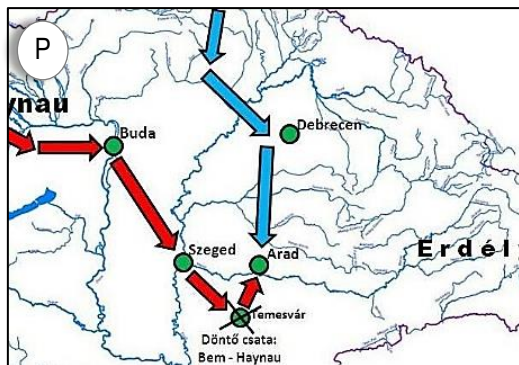 P
ynau
Buda
Debrecen
Szeged
Arad
Erdél
Temesvár
Döntő csata:
Bem - Haynau